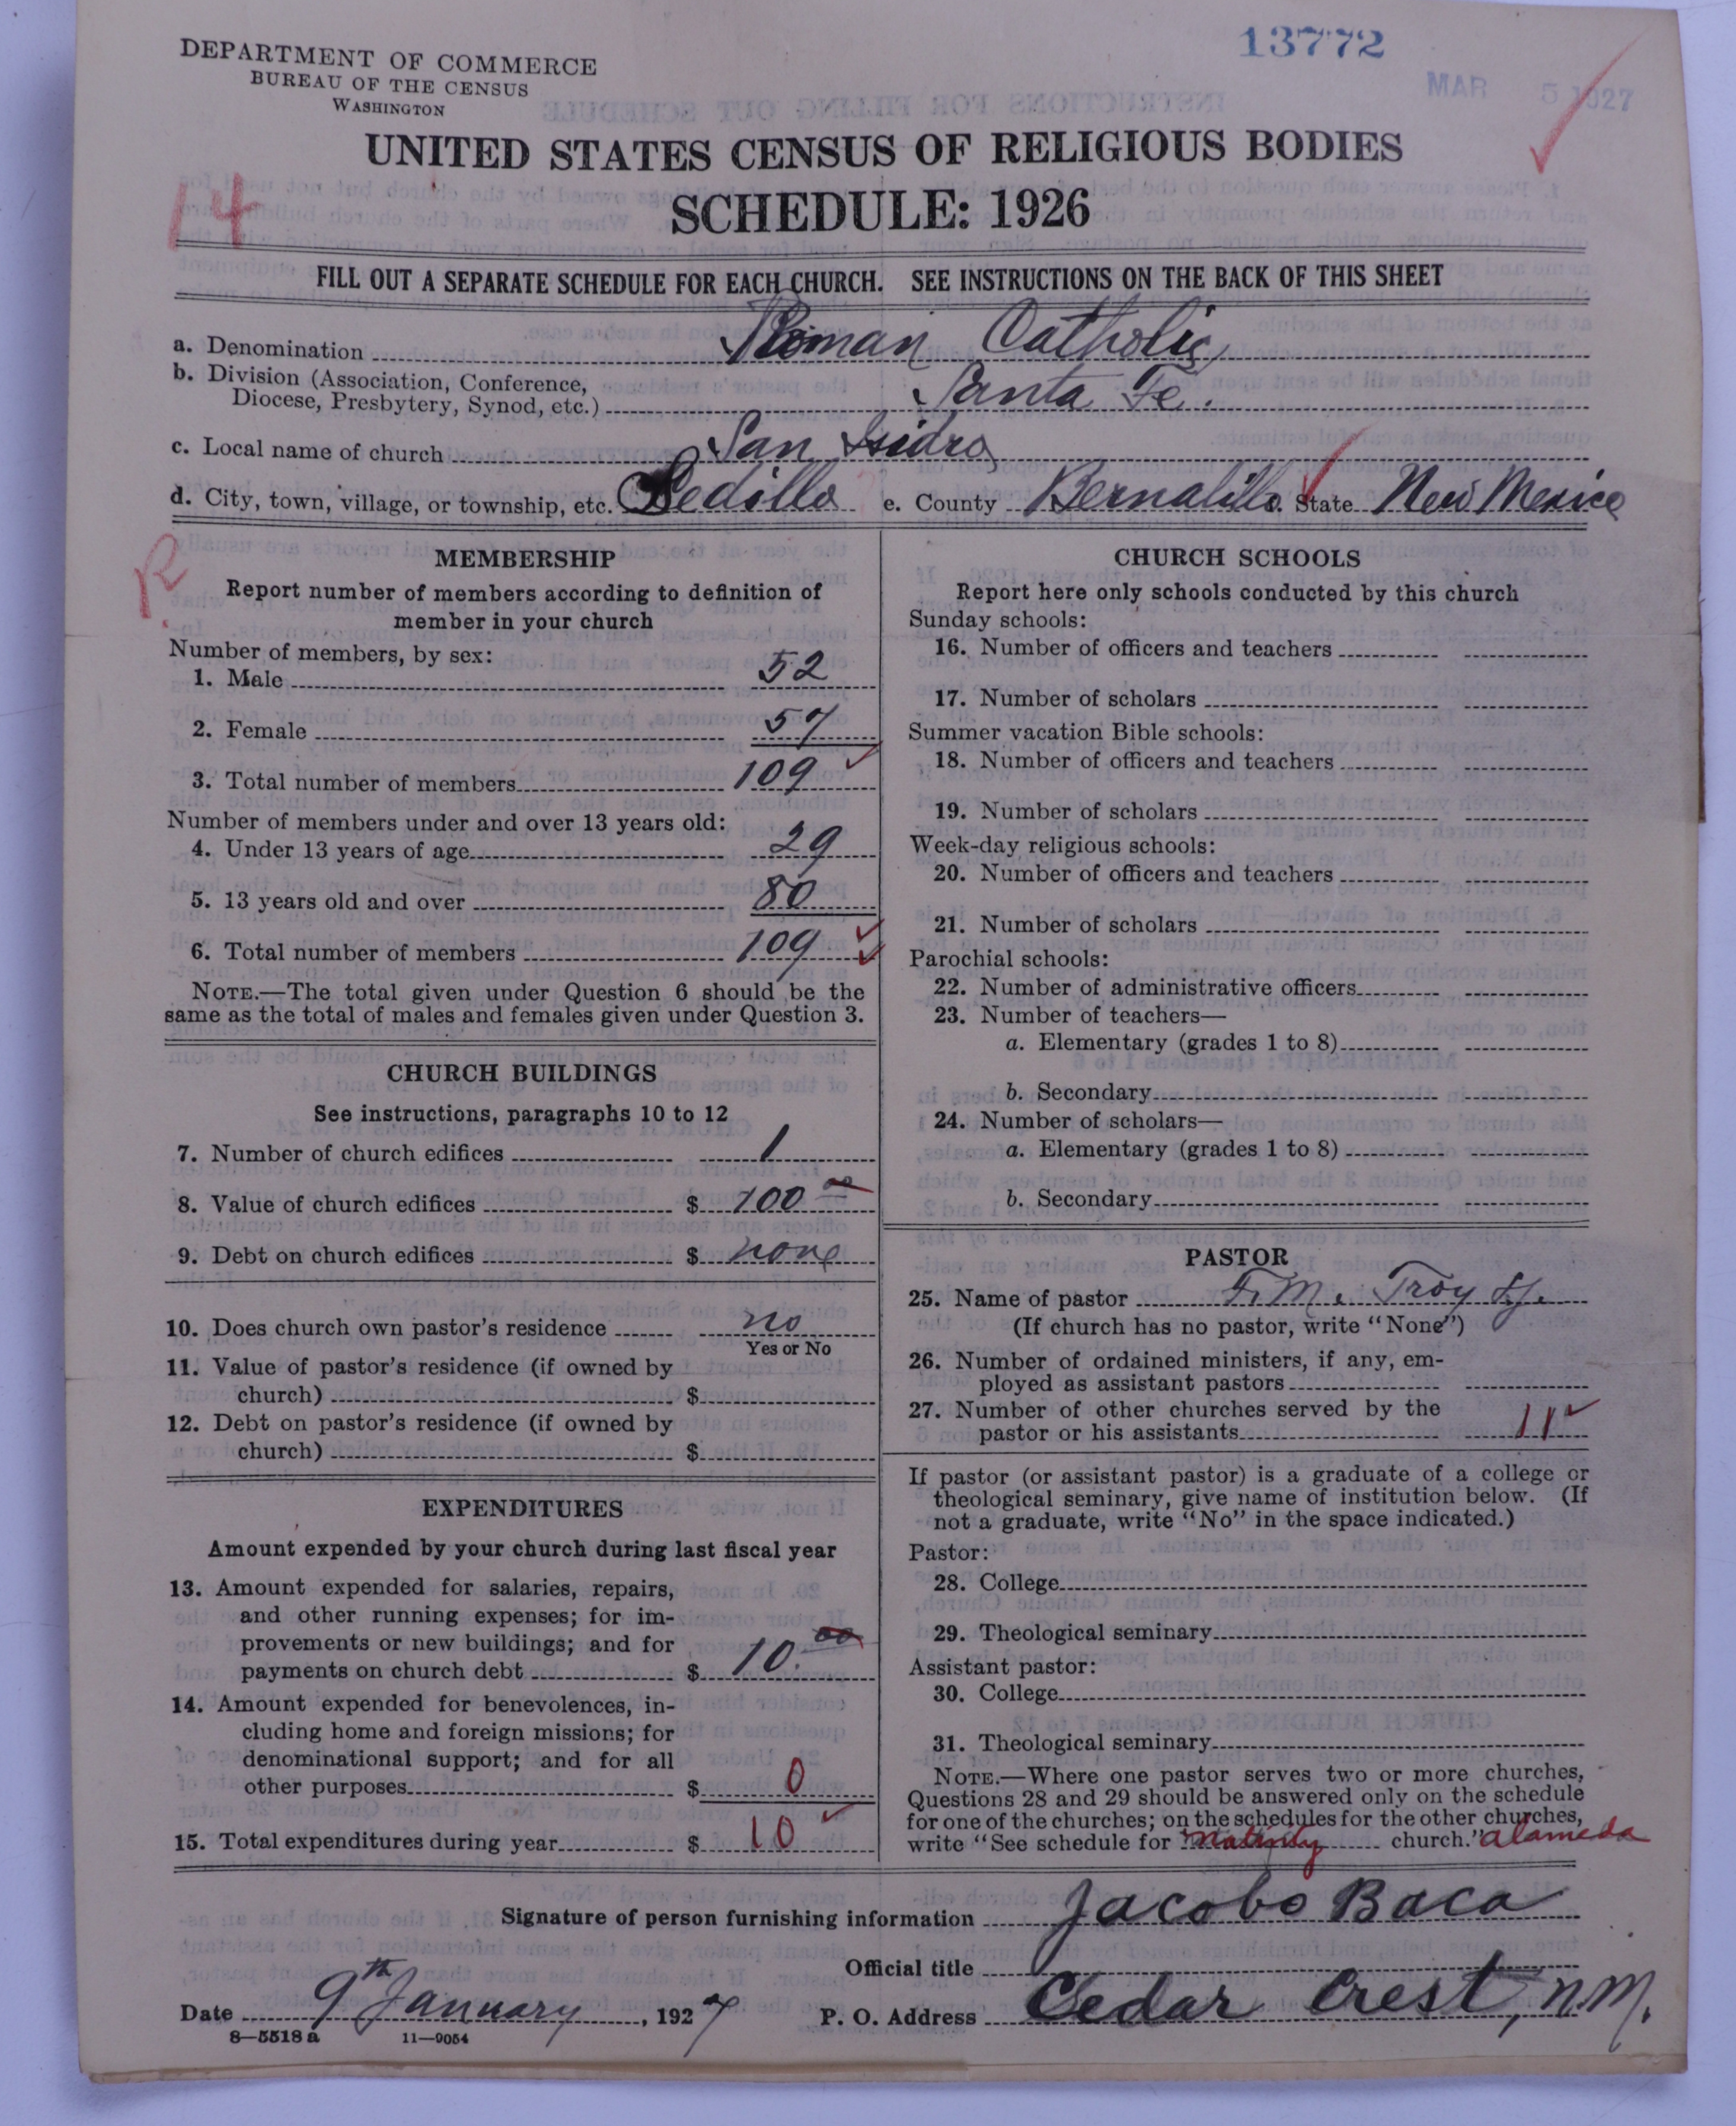 13772
MAR 5 1927
DEPARTMENT OF COMMERCE
BUREAU OF THE CENSUS
WASHINGTON
UNITED STATES CENSUS OF RELIGIOUS BODIES
SCHEDULE: 1926
14
FILL OUT A SEPARATE SCHEDULE FOR EACH CHURCH. SEE INSTRUCTIONS ON THE BACK OF THIS SHEET
a. Denomination Roman Catholic
b. Division (Association, Conference,
Diocese, Presbytery, Synod, etc.) Santa Fe.
c. Local name of church San Isidro
d. City, town, village, or township, etc. Sedillo e. County Bernalillo. State New Mexico
R
MEMBERSHIP
Report number of members according to definition of
member in your church
Number of members, by sex:
1. Male 52
2. Female 57
3. Total number of members 109
Number of members under and over 13 years old:
4. Under 13 years of age 29
5. 13 years old and over 80
6. Total number of members 109
NOTE.—The total given under Question 6 should be the
same as the total of males and females given under Question 3.
CHURCH BUILDINGS
See instructions, paragraphs 10 to 12
7. Number of church edifices 1
8. Value of church edifices $ 100 00
9. Debt on church edifices $ none
10. Does church own pastor's residence no
Yes or No
11. Value of pastor's residence (if owned by
church) $
12. Debt on pastor's residence (if owned by
church) $
EXPENDITURES
Amount expended by your church during last fiscal year
13. Amount expended for salaries, repairs,
and other running expenses; for im-
provements or new buildings; and for
payments on church debt $ 10.00
14. Amount expended for benevolences, in-
cluding home and foreign missions; for
denominational support; and for all
other purposes $ 0
15. Total expenditures during year $ 10
CHURCH SCHOOLS
Report here only schools conducted by this church
Sunday schools:
16. Number of officers and teachers
17. Number of scholars
Summer vacation Bible schools:
18. Number of officers and teachers
19. Number of scholars
Week-day religious schools:
20. Number of officers and teachers
21. Number of scholars
Parochial schools:
22. Number of administrative officers
23. Number of teachers—
a. Elementary (grades 1 to 8)
b. Secondary
24. Number of scholars—
a. Elementary (grades 1 to 8)
b. Secondary
PASTOR
25. Name of pastor F. M. Troy
(If church has no pastor, write "None")
26. Number of ordained ministers, if any, em-
ployed as assistant pastors
27. Number of other churches served by the
pastor or his assistants 11
If pastor (or assistant pastor) is a graduate of a college or
theological seminary, give name of institution below. (If
not a graduate, write "No" in the space indicated.)
Pastor:
28. College
29. Theological seminary
Assistant pastor:
30. College
31. Theological seminary
NOTE.—Where one pastor serves two or more churches,
Questions 28 and 29 should be answered only on the schedule
for one of the churches; on the schedules for the other churches,
write "See schedule for Nativity church." Alameda
Signature of person furnishing information Jacobo Baca
Official title
Date 9th January, 1927 P. O. Address Cedar Crest, N.M.
8—5518 a 11—9054